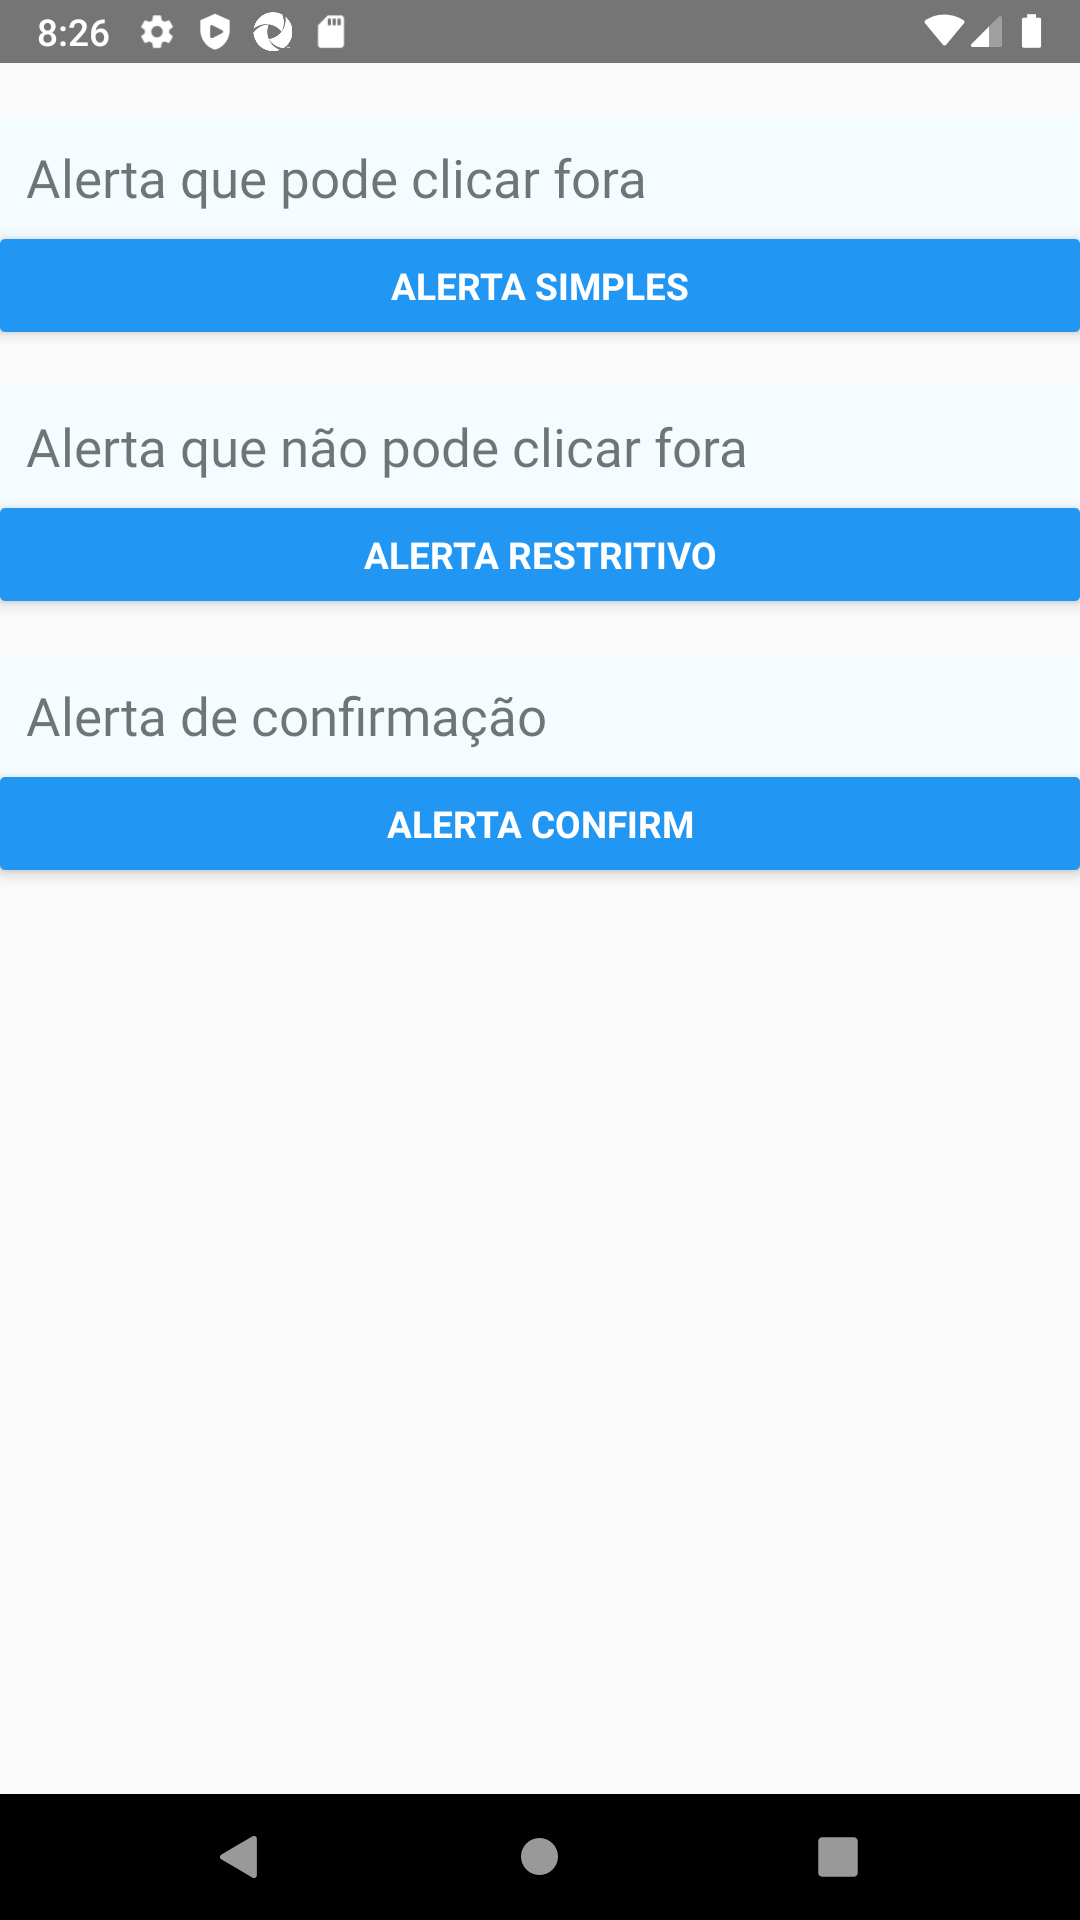 8:26
Alerta que pode clicar fora
ALERTA SIMPLES
Alerta que não pode clicar fora
ALERTA RESTRITIVO
Alerta de confirmação
ALERTA CONFIRM